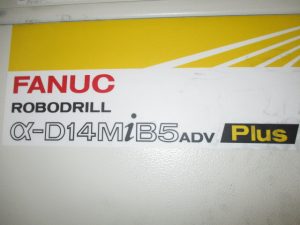 FANUC
ROBODRILL
α-D14MiB5ADV Plus